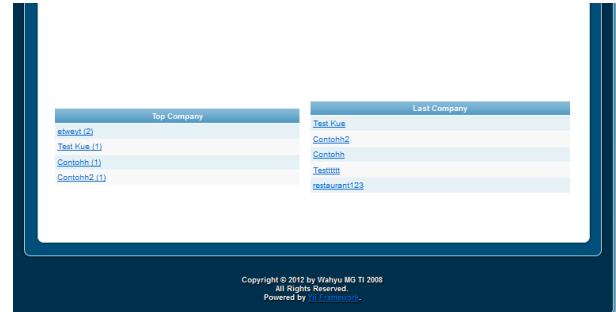 Top Company
etweyt (2)
Test Kue (1)
Contohh (1)
Contohh2 (1)
Last Company
Test Kue
Contohh2
Contohh
Testttttt
restaurant123
Copyright © 2012 by Wahyu MG TI 2008
All Rights Reserved.
Powered by Yii Framework.